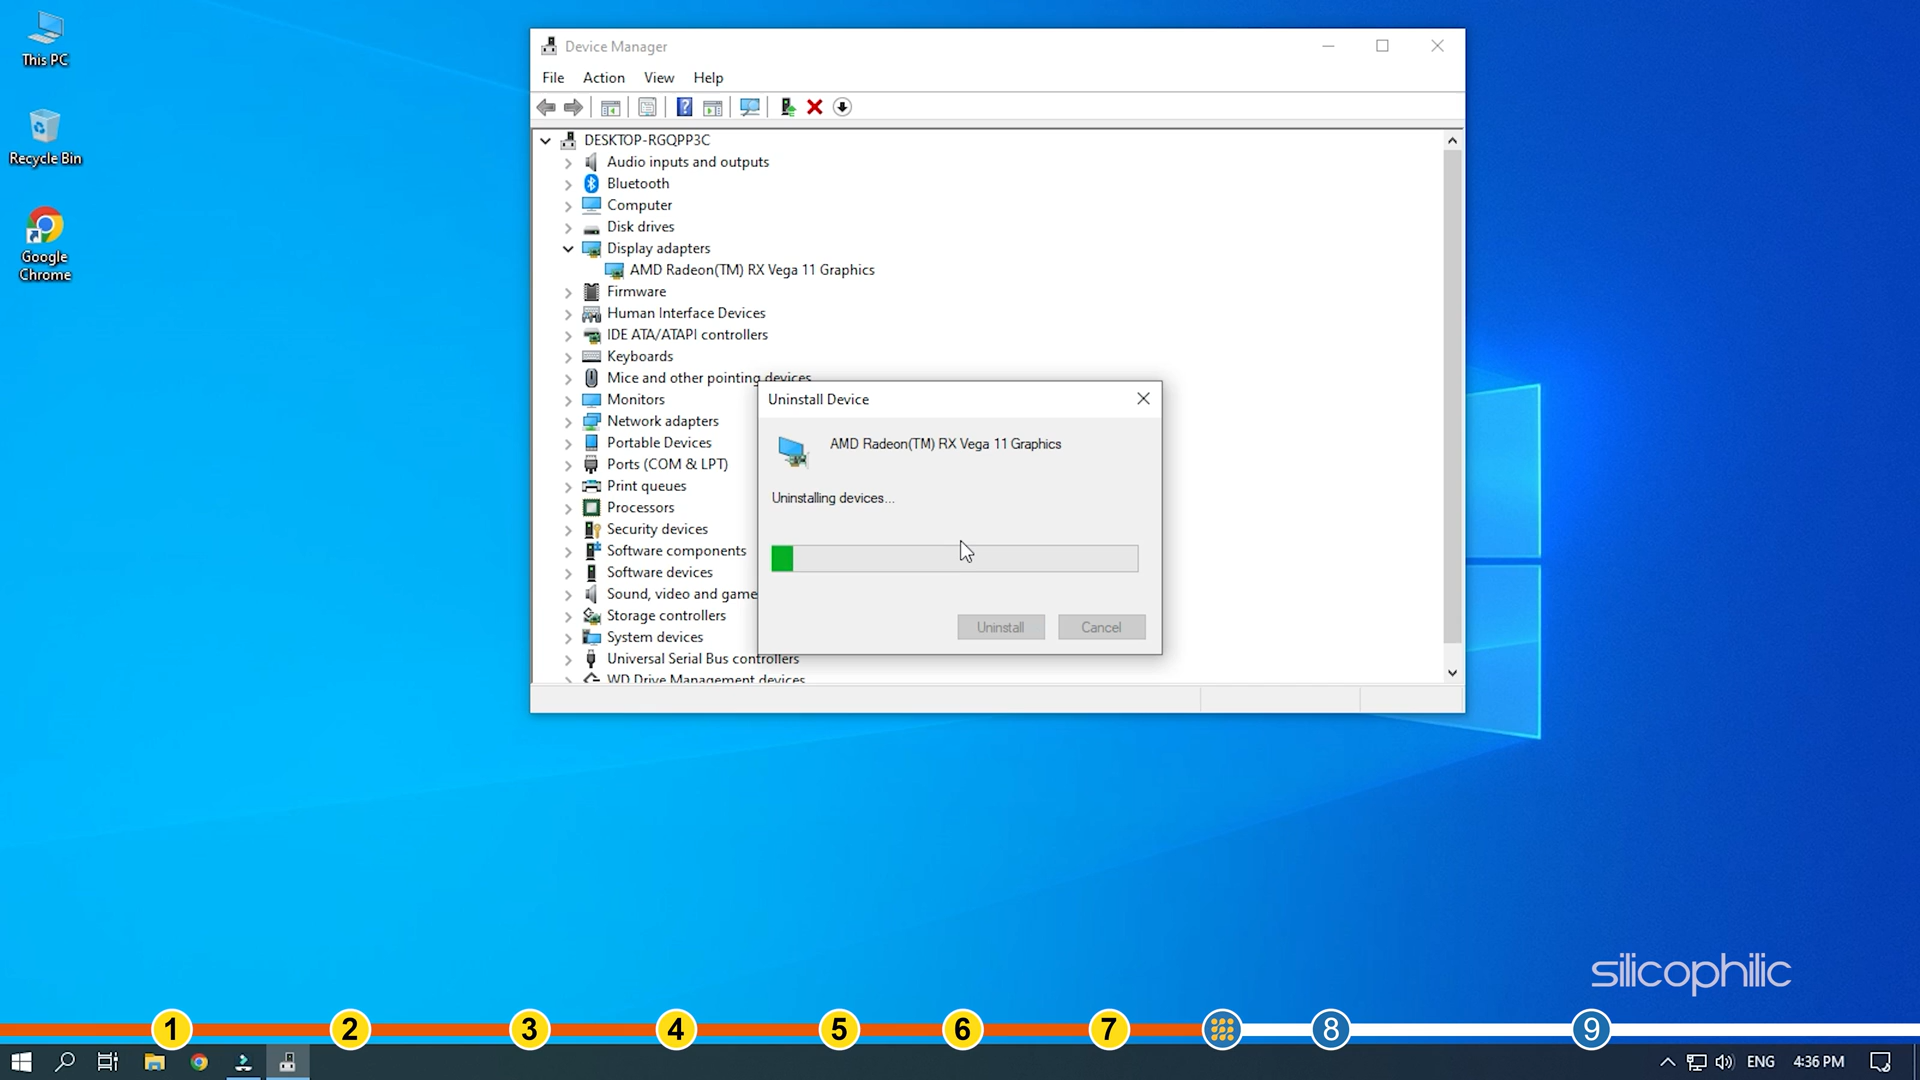 This PC
Recycle Bin
Google
Chrome
Device Manager
File Action View Help
DESKTOP-RGQPP3C
Audio inputs and outputs
Bluetooth
Computer
Disk drives
Display adapters
AMD Radeon(TM) RX Vega 11 Graphics
Firmware
Human Interface Devices
IDE ATA/ATAPI controllers
Keyboards
Mice and other pointing devices
Monitors
Network adapters
Portable Devices
Ports (COM & LPT)
Print queues
Processors
Security devices
Software components
Software devices
Sound, video and game
Storage controllers
System devices
Universal Serial Bus controllers
WD Drive Management devices
Uninstall Device
AMD Radeon(TM) RX Vega 11 Graphics
Uninstalling devices...
Uninstall Cancel
silicophilic
1 2 3 4 5 6 7 8 9
ENG 4:36 PM